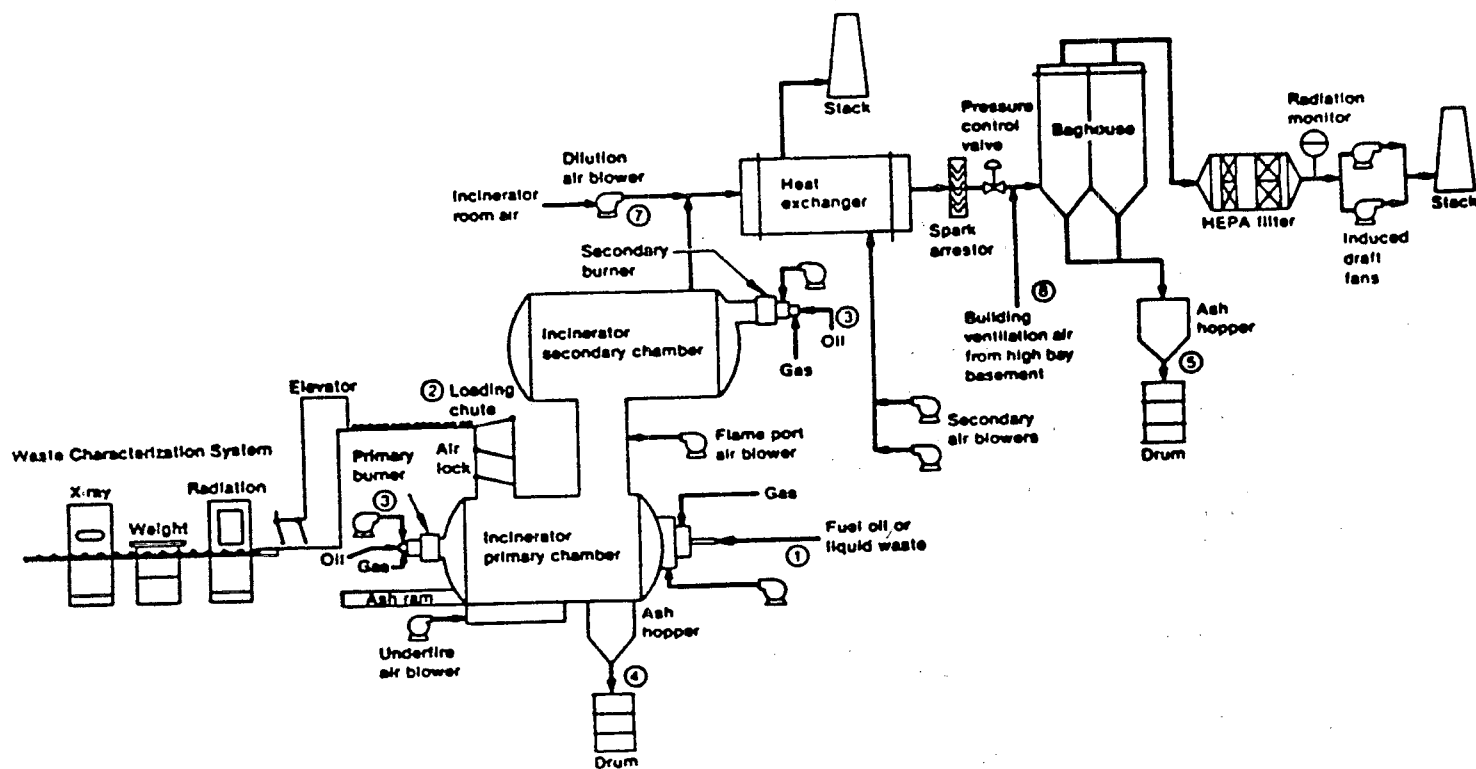 Stack
Pressure
control
valve
Baghouse
Radiation
monitor
Dilution
air blower
Incinerator
room air
⑦
Heat
exchanger
Spark
arrestor
HEPA filter
Induced
draft
fans
Stack
Secondary
burner
③
Oil
Gas
⑧
Building
ventilation air
from high bay
basement
Ash
hopper
⑤
Drum
Incinerator
secondary chamber
Elevator
② Loading
chute
Air
lock
Flame port
air blower
Secondary
air blowers
Waste Characterization System
X-ray
Weight
Radiation
Primary
burner
③
Oil
Gas
Incinerator
primary chamber
Gas
Fuel oil or
liquid waste
①
Ash ram
Underfire
air blower
Ash
hopper
④
Drum